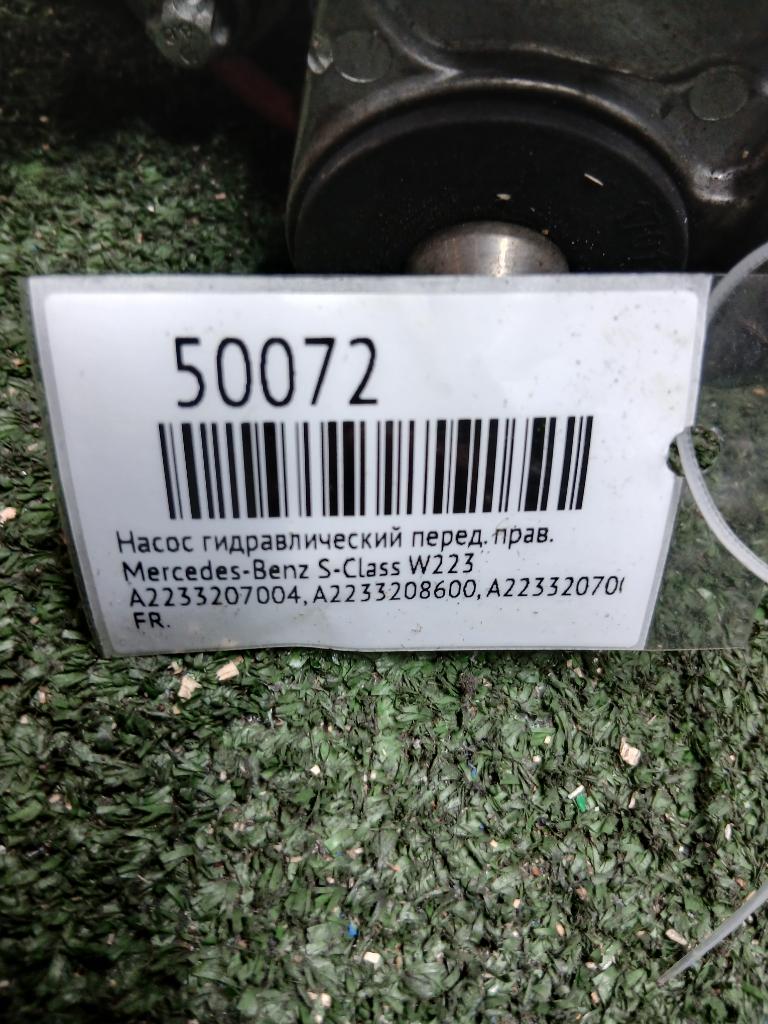 50072
Насос гидравлический перед. прав.
Mercedes-Benz S-Class W223
A2233207004, A2233208600,
FR.